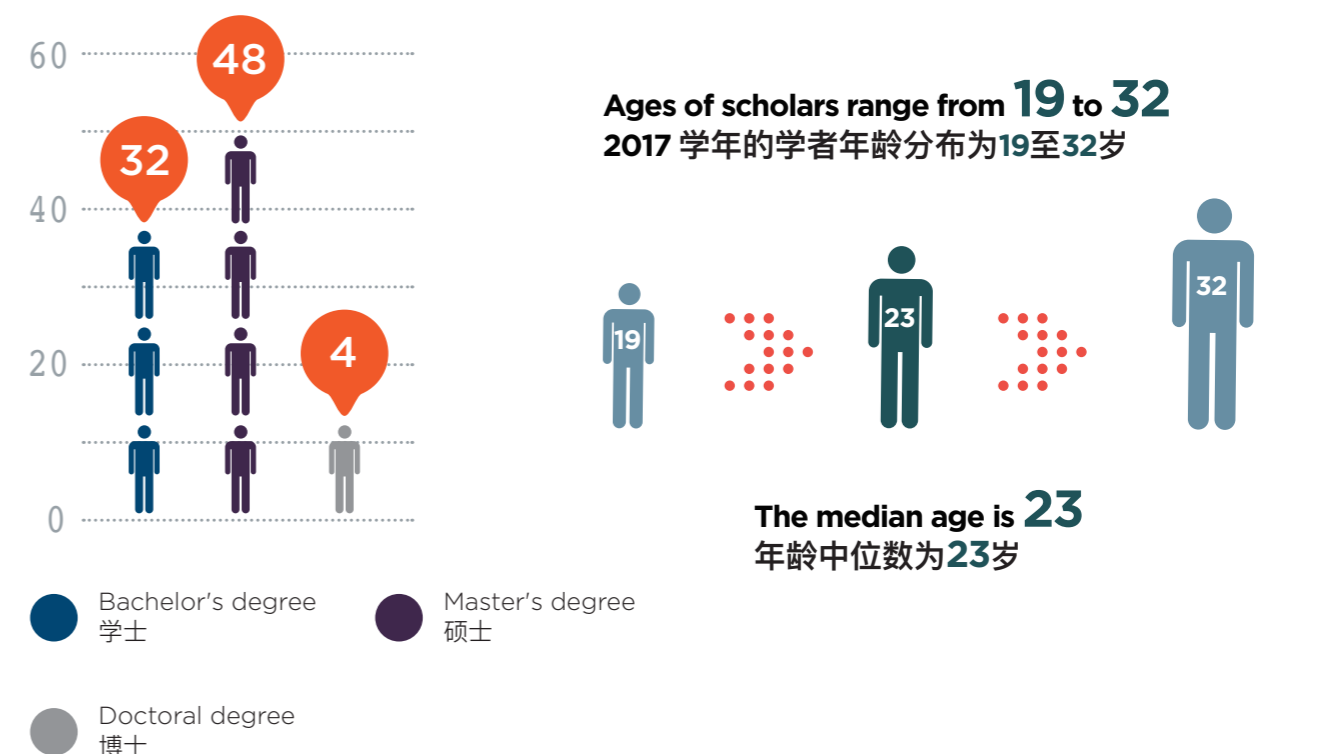 60
48
32
40
20
4
0
Bachelor's degree
学士
Master's degree
硕士
Doctoral degree
博士
Ages of scholars range from 19 to 32
2017 学年的学者年龄分布为19至32岁
19
23
32
The median age is 23
年龄中位数为23岁